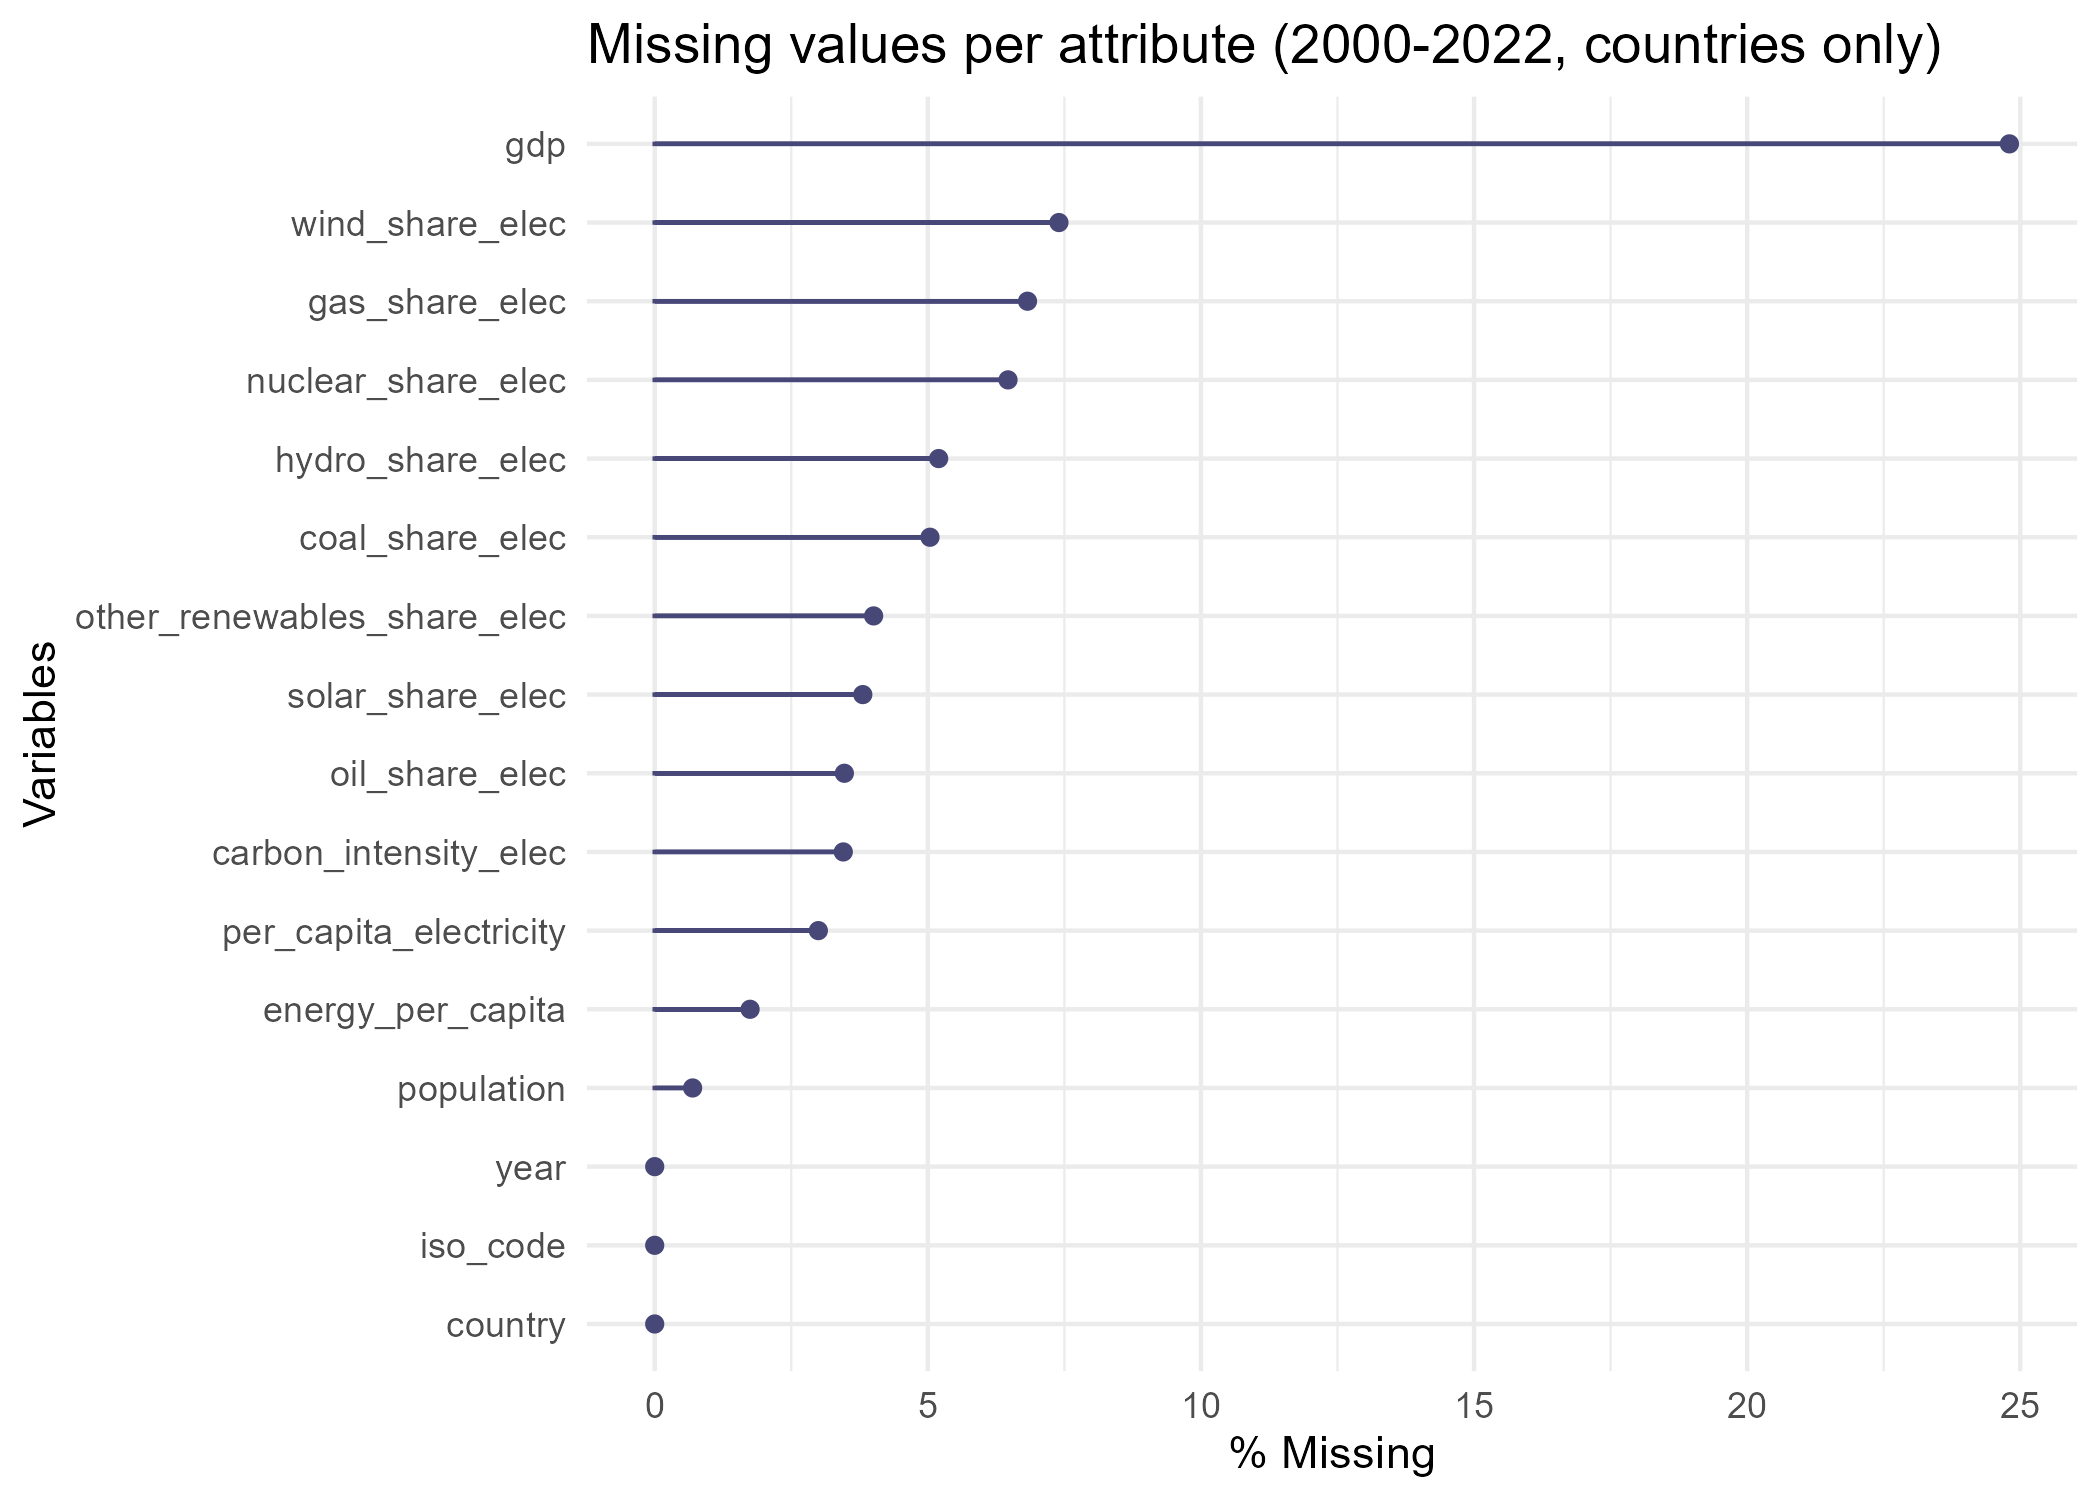 Missing values per attribute (2000-2022, countries only)
gdp
wind_share_elec
gas_share_elec
nuclear_share_elec
hydro_share_elec
coal_share_elec
other_renewables_share_elec
solar_share_elec
oil_share_elec
carbon_intensity_elec
per_capita_electricity
energy_per_capita
population
year
iso_code
country
Variables
0 5 10 15 20 25
% Missing